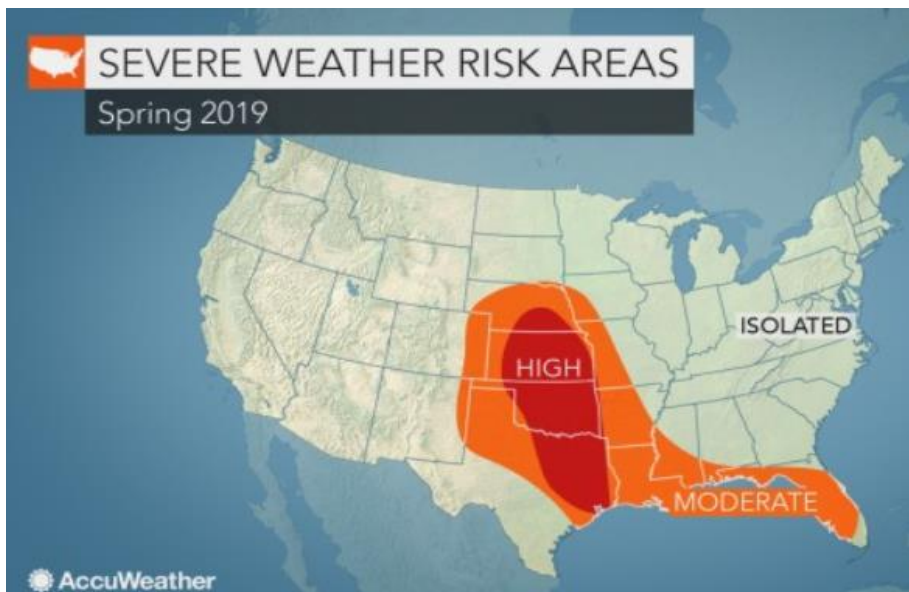 SEVERE WEATHER RISK AREAS
Spring 2019
ISOLATED
HIGH
MODERATE
AccuWeather